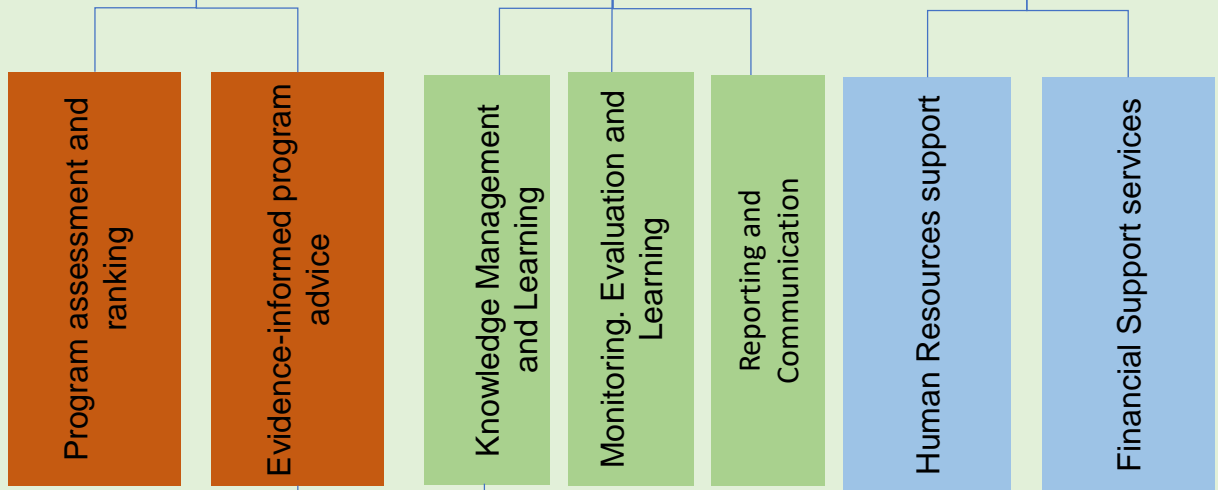 Program assessment and
ranking
Evidence-informed program
advice
Knowledge Management
and Learning
Monitoring. Evaluation and
Learning
Reporting and
Communication
Human Resources support
Financial Support services